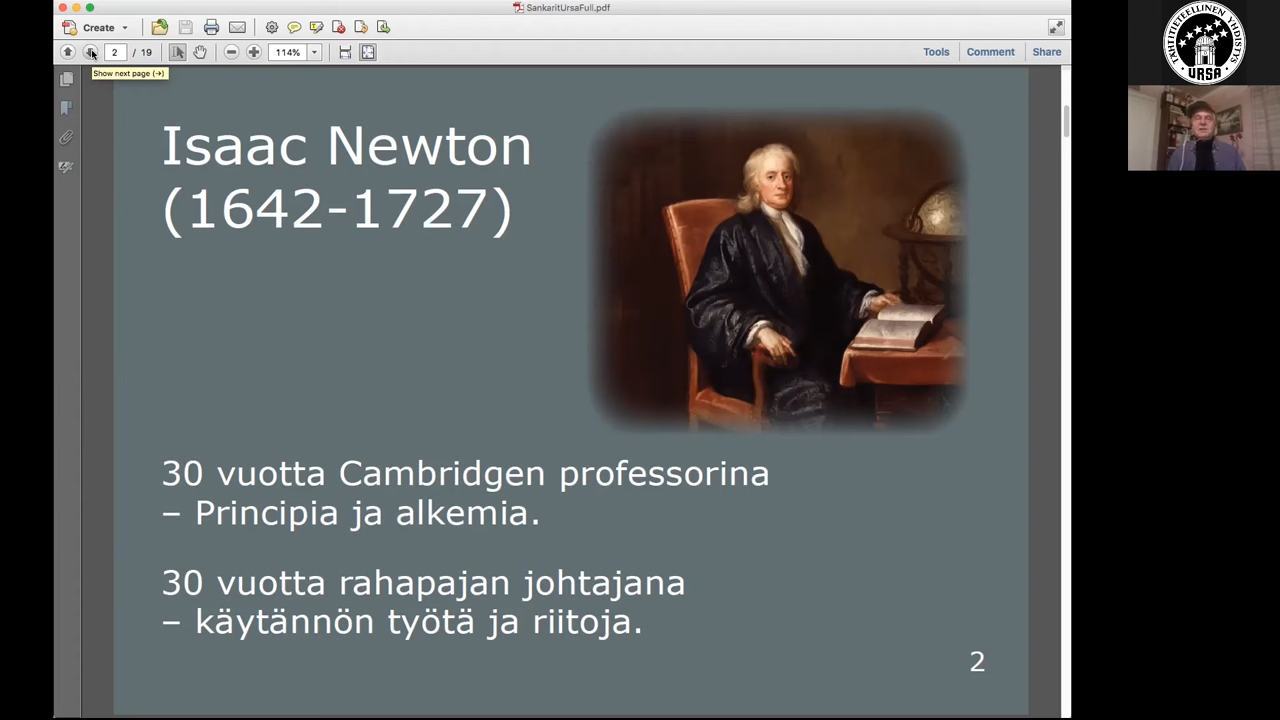 SankaritUrsaFull.pdf
Create
2 / 19
114%
Tools Comment Share
Show next page (→)
Isaac Newton
(1642-1727)
30 vuotta Cambridgen professorina
– Principia ja alkemia.
30 vuotta rahapajan johtajana
– käytännön työtä ja riitoja.
2
TÄHTITIETEELLINEN YHDISTYS
URSA